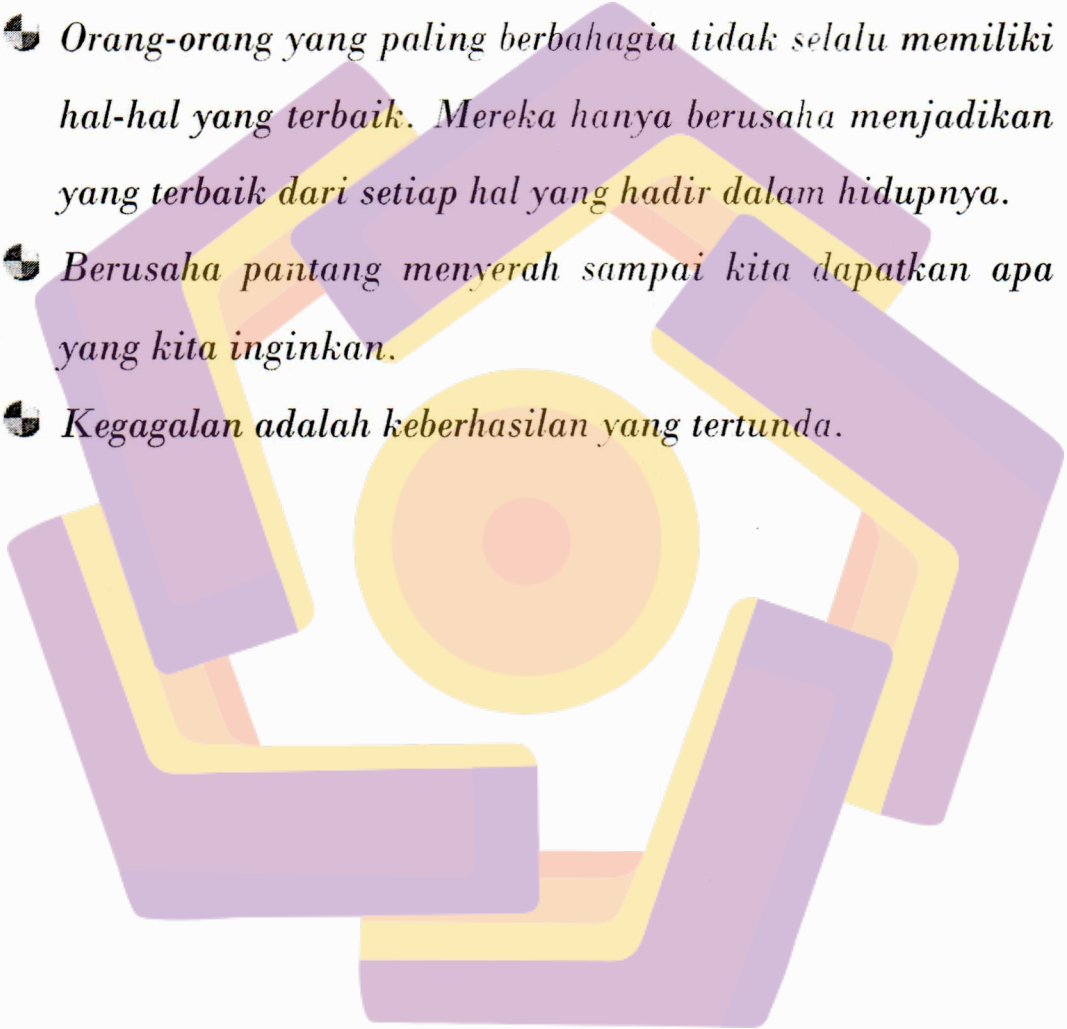 Orang-orang yang paling berbahagia tidak selalu memiliki
hal-hal yang terbaik. Mereka hanya berusaha menjadikan
yang terbaik dari setiap hal yang hadir dalam hidupnya.
Berusaha pantang menyerah sampai kita dapatkan apa
yang kita inginkan.
Kegagalan adalah keberhasilan yang tertunda.